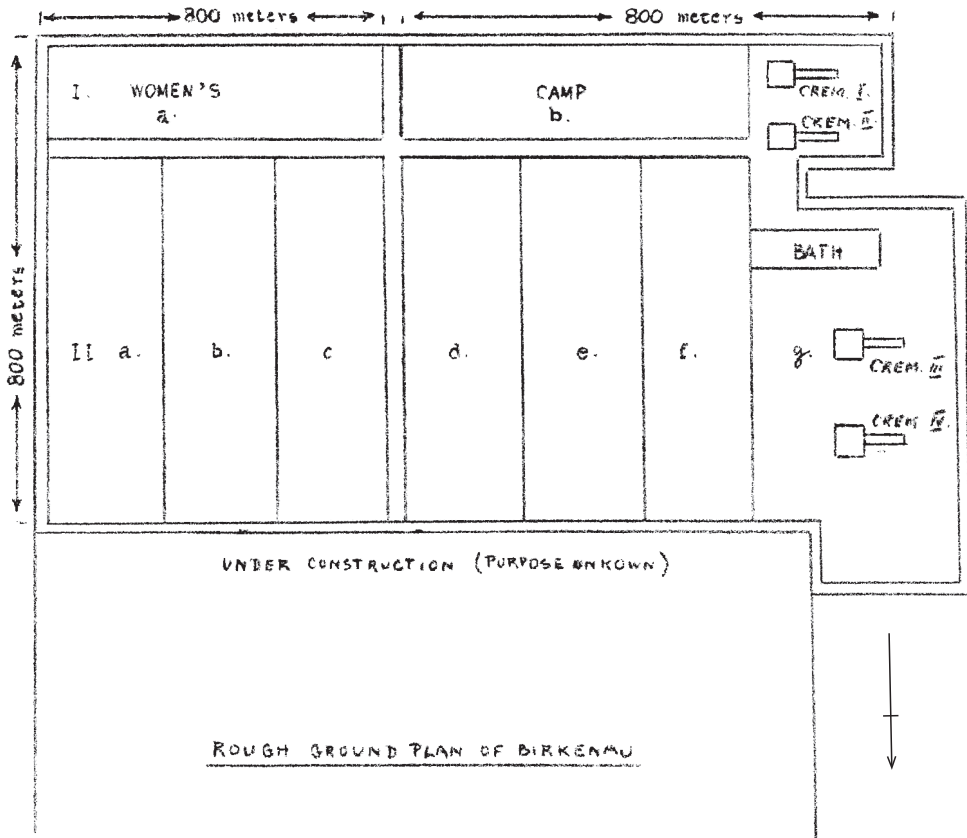 800 meters 800 meters
I. WOMEN'S CAMP
a. b.
CREM. I.
CREM. II.
800 meters
BATH
II a. b. c d. e. f. g.
CREM. III
CREM IV.
UNDER CONSTRUCTION (PURPOSE UNKOWN)
ROUGH GROUND PLAN OF BIRKENAU